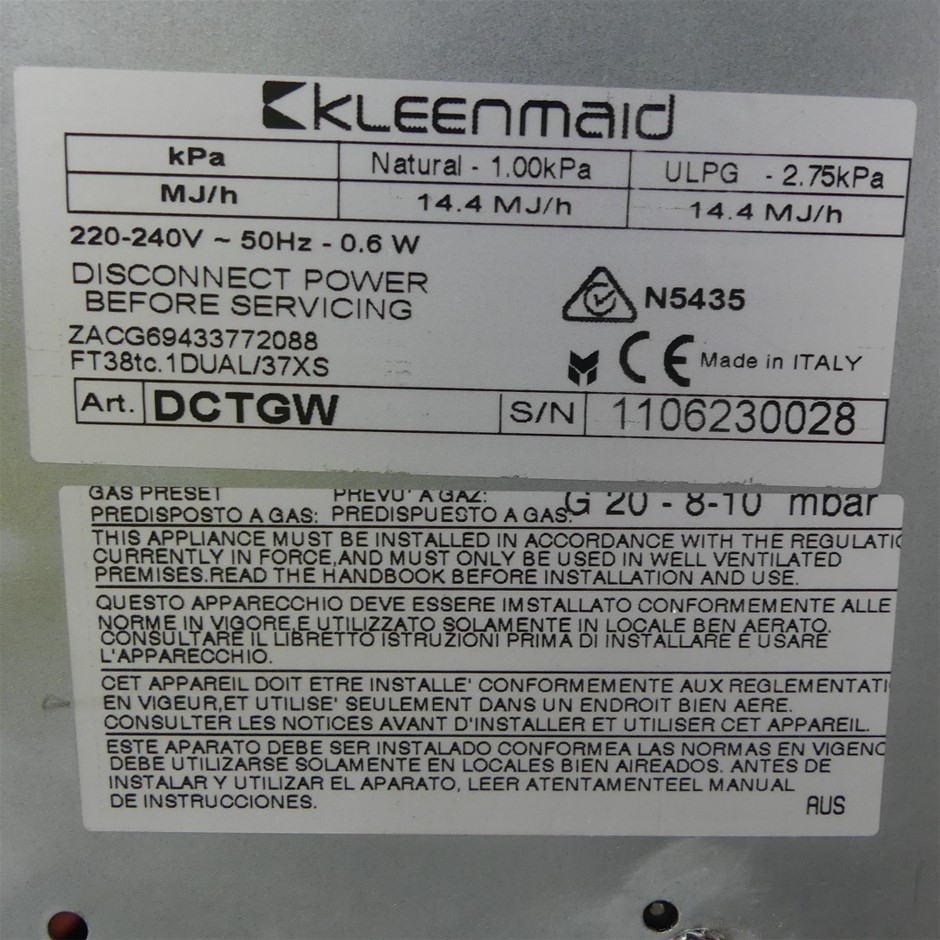 KLEENMAID
kPa Natural - 1.00kPa ULPG - 2.75kPa
MJ/h 14.4 MJ/h 14.4 MJ/h
220-240V ~ 50Hz - 0.6 W
DISCONNECT POWER
BEFORE SERVICING
N5435
ZACG69433772088
FT38tc.1DUAL/37XS
CE Made in ITALY
Art. DCTGW S/N 1106230028
GAS PRESET PREVU' A GAZ:
PREDISPOSTO A GAS: PREDISPUESTO A GAS: G 20 - 8-10 mbar
THIS APPLIANCE MUST BE INSTALLED IN ACCORDANCE WITH THE REGULATIO
CURRENTLY IN FORCE,AND MUST ONLY BE USED IN WELL VENTILATED
PREMISES.READ THE HANDBOOK BEFORE INSTALLATION AND USE.
QUESTO APPARECCHIO DEVE ESSERE IMSTALLATO CONFORMEMENTE ALLE
NORME IN VIGORE,E UTILIZZATO SOLAMENTE IN LOCALE BEN AERATO.
CONSULTARE IL LIBRETTO ISTRUZIONI PRIMA DI INSTALLARE E USARE
L'APPARECCHIO.
CET APPAREIL DOIT ETRE INSTALLE' CONFORMEMENTE AUX REGLEMENTATI
EN VIGEUR,ET UTILISE' SEULEMENT DANS UN ENDROIT BIEN AERE.
CONSULTER LES NOTICES AVANT D'INSTALLER ET UTILISER CET APPAREIL.
ESTE APARATO DEBE SER INSTALADO CONFORMEA LAS NORMAS EN VIGENC
DEBE UTILIZARSE SOLAMENTE EN LOCALES BIEN AIREADOS. ANTES DE
INSTALAR Y UTILIZAR EL APARATO, LEER ATENTAMENTEEL MANUAL
DE INSTRUCCIONES.
AUS